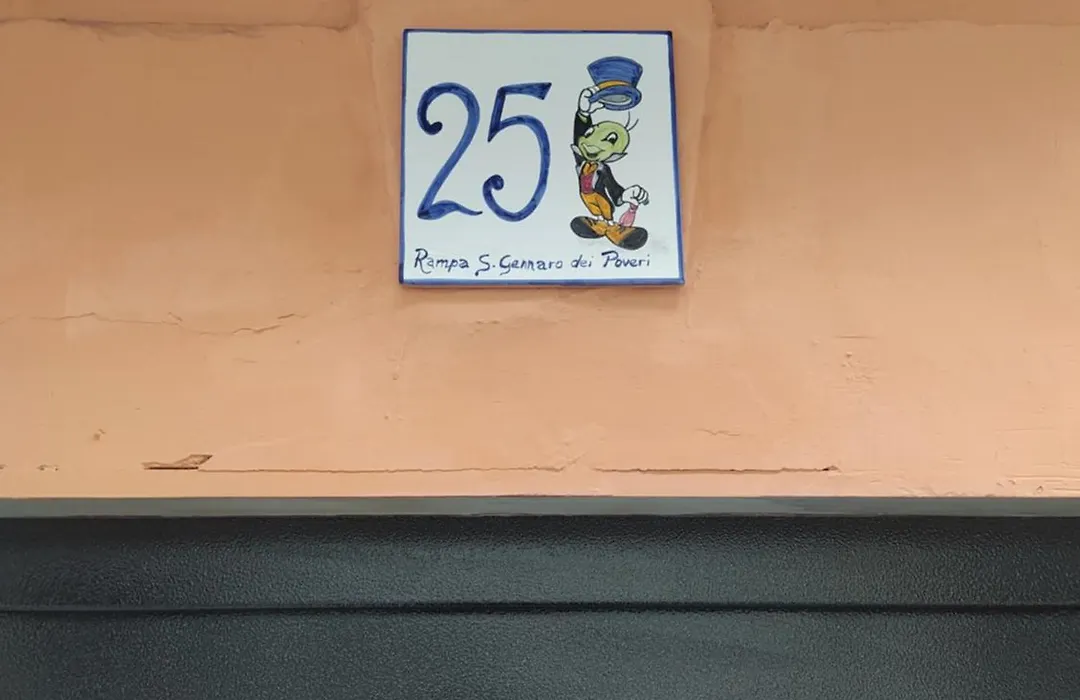 25
Rampa S. Gennaro dei Poveri